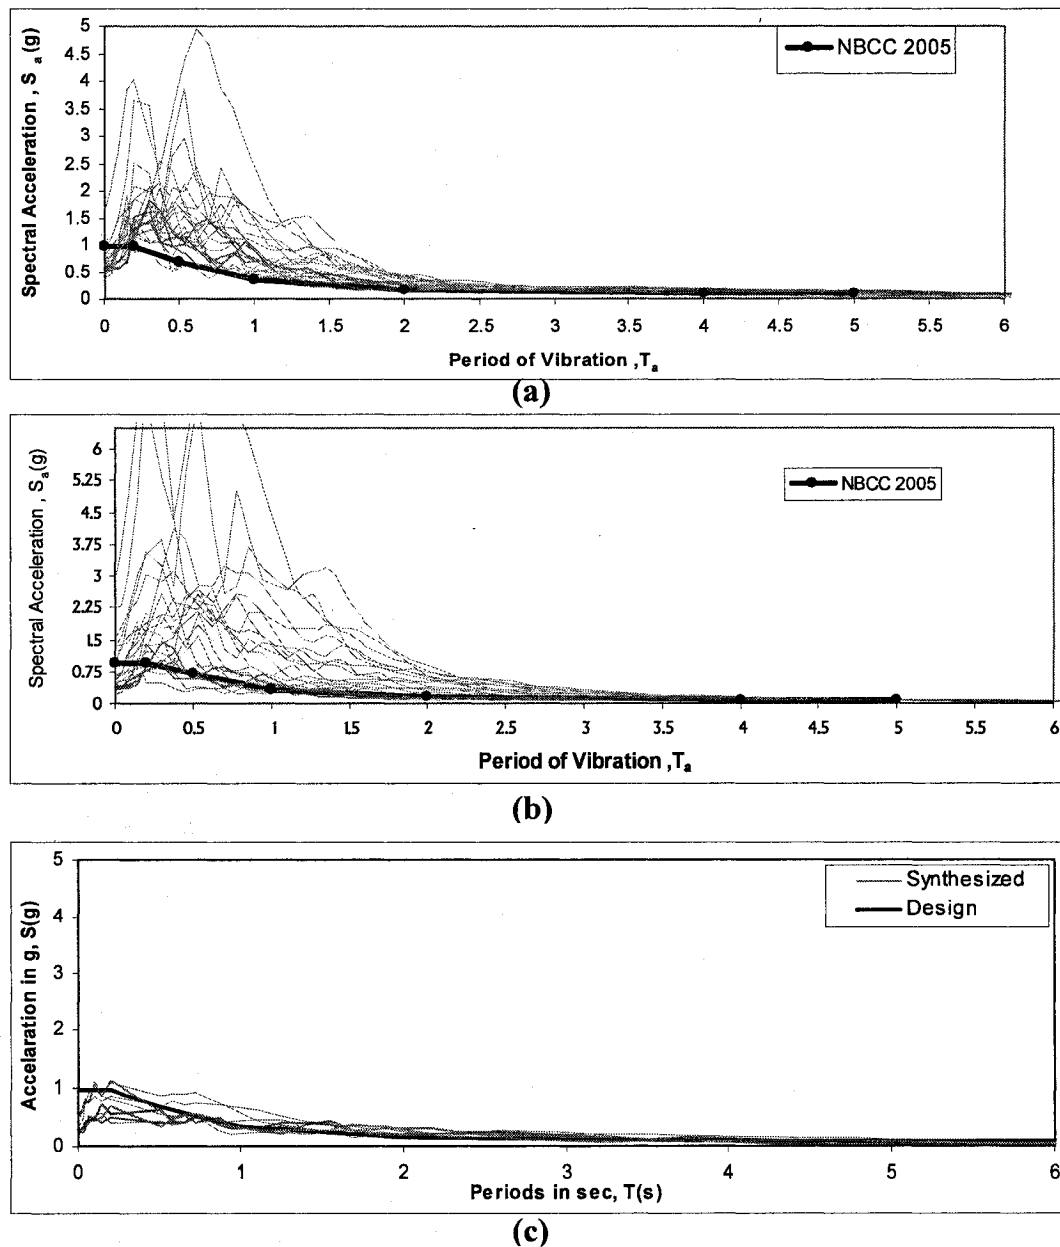 5
4.5
4
3.5
3
2.5
2
1.5
1
0.5
0
Spectral Acceleration , S a (g)
NBCC 2005
0 0.5 1 1.5 2 2.5 3 3.5 4 4.5 5 5.5 6
Period of Vibration ,Ta
(a)
6
5.25
4.5
3.75
3
2.25
1.5
0.75
0
Spectral Acceleration , Sa(g)
NBCC 2005
0 0.5 1 1.5 2 2.5 3 3.5 4 4.5 5 5.5 6
Period of Vibration ,Ta
(b)
5
4
3
2
1
0
Accelaration in g, S(g)
Synthesized
Design
0 1 2 3 4 5 6
Periods in sec, T(s)
(c)